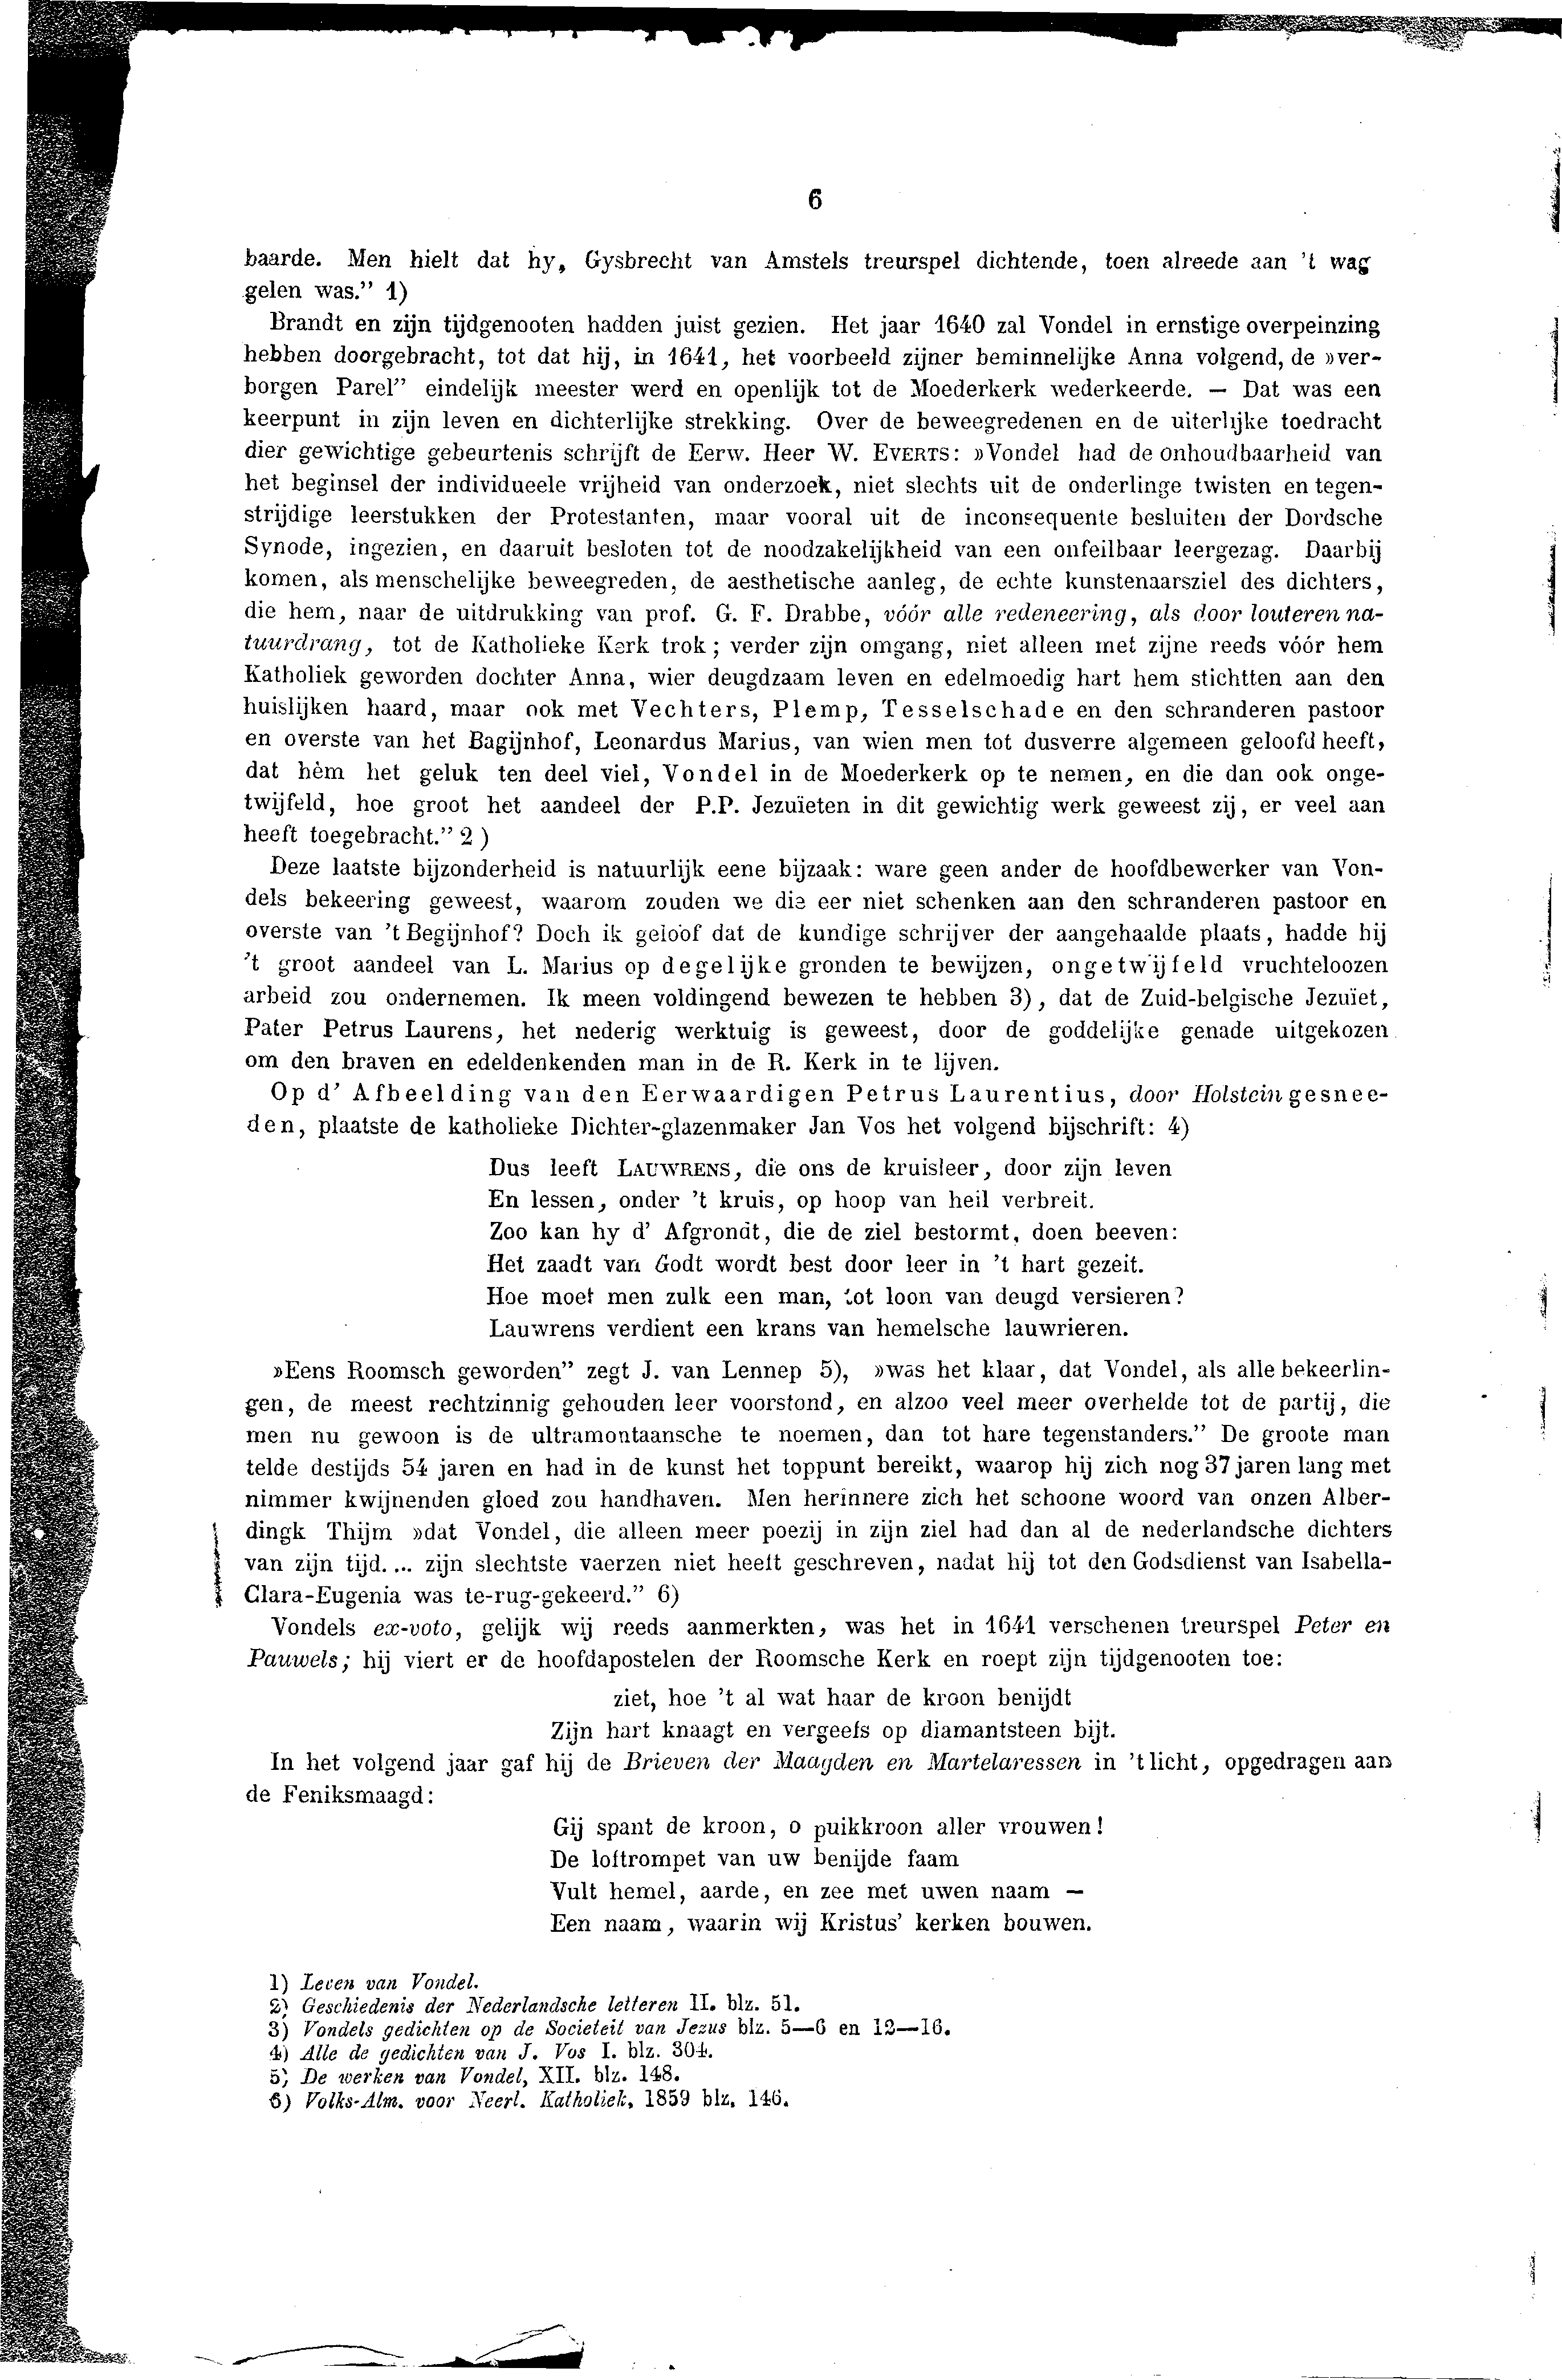 6
baarde. Men hielt dat hy, Gysbrecht van Amstels treurspel dichtende, toen alreede aan 't wag
gelen was.” 1)
Brandt en zijn tijdgenooten hadden juist gezien. Het jaar 1640 zal Vondel in ernstige overpeinzing
hebben doorgebracht, tot dat hij, in 1641, het voorbeeld zijner beminnelijke Anna volgend, de »ver-
borgen Parel” eindelijk meester werd en openlijk tot de Moederkerk wederkeerde. — Dat was een
keerpunt in zijn leven en dichterlijke strekking. Over de beweegredenen en de uiterlijke toedracht
dier gewichtige gebeurtenis schrijft de Eerw. Heer W. EVERTS: »Vondel had de onhoudbaarheid van
het beginsel der individueele vrijheid van onderzoek, niet slechts uit de onderlinge twisten en tegen-
strijdige leerstukken der Protestanten, maar vooral uit de inconsequente besluiten der Dordsche
Synode, ingezien, en daaruit besloten tot de noodzakelijkheid van een onfeilbaar leergezag. Daarbij
komen, als menschelijke beweegreden, de aesthetische aanleg, de echte kunstenaarsziel des dichters,
die hem, naar de uitdrukking van prof. G. F. Drabbe, vóór alle redeneering, als door louteren na-
tuurdrang, tot de Katholieke Kerk trok; verder zijn omgang, niet alleen met zijne reeds vóór hem
Katholiek geworden dochter Anna, wier deugdzaam leven en edelmoedig hart hem stichtten aan den
huislijken haard, maar ook met Vechters, Plemp, Tesselschade en den schranderen pastoor
en overste van het Bagijnhof, Leonardus Marius, van wien men tot dusverre algemeen geloofd heeft,
dat hèm het geluk ten deel viel, Vondel in de Moederkerk op te nemen, en die dan ook onge-
twijfeld, hoe groot het aandeel der P.P. Jezuïeten in dit gewichtig werk geweest zij, er veel aan
heeft toegebracht.” 2)
Deze laatste bijzonderheid is natuurlijk eene bijzaak: ware geen ander de hoofdbewerker van Von-
dels bekeering geweest, waarom zouden we die eer niet schenken aan den schranderen pastoor en
overste van 't Begijnhof? Doch ik geloof dat de kundige schrijver der aangehaalde plaats, hadde hij
't groot aandeel van L. Marius op degelijke gronden te bewijzen, ongetwijfeld vruchteloozen
arbeid zou ondernemen. Ik meen voldingend bewezen te hebben 3), dat de Zuid-belgische Jezuïet,
Pater Petrus Laurens, het nederig werktuig is geweest, door de goddelijke genade uitgekozen
om den braven en edeldenkenden man in de R. Kerk in te lijven.
Op d' Afbeelding van den Eerwaardigen Petrus Laurentius, door Holstein gesnee-
den, plaatste de katholieke Dichter-glazenmaker Jan Vos het volgend bijschrift: 4)
Dus leeft LAUWRENS, die ons de kruisleer, door zijn leven
En lessen, onder 't kruis, op hoop van heil verbreit.
Zoo kan hy d' Afgrondt, die de ziel bestormt, doen beeven:
Het zaadt van Godt wordt best door leer in 't hart gezeit.
Hoe moet men zulk een man, tot loon van deugd versieren?
Lauwrens verdient een krans van hemelsche lauwrieren.
»Eens Roomsch geworden” zegt J. van Lennep 5), »was het klaar, dat Vondel, als alle bekeerlin-
gen, de meest rechtzinnig gehouden leer voorstond, en alzoo veel meer overhelde tot de partij, die
men nu gewoon is de ultramontaansche te noemen, dan tot hare tegenstanders.” De groote man
telde destijds 54 jaren en had in de kunst het toppunt bereikt, waarop hij zich nog 37 jaren lang met
nimmer kwijnenden gloed zou handhaven. Men herinnere zich het schoone woord van onzen Alber-
dingk Thijm »dat Vondel, die alleen meer poezij in zijn ziel had dan al de nederlandsche dichters
van zijn tijd.... zijn slechtste vaerzen niet heeft geschreven, nadat hij tot den Godsdienst van Isabella-
Clara-Eugenia was te-rug-gekeerd.” 6)
Vondels ex-voto, gelijk wij reeds aanmerkten, was het in 1641 verschenen treurspel Peter en
Pauwels; hij viert er de hoofdapostelen der Roomsche Kerk en roept zijn tijdgenooten toe:
ziet, hoe 't al wat haar de kroon benijdt
Zijn hart knaagt en vergeefs op diamantsteen bijt.
In het volgend jaar gaf hij de Brieven der Maagden en Martelaressen in 't licht, opgedragen aan
de Feniksmaagd:
Gij spant de kroon, o puikkroon aller vrouwen!
De loftrompet van uw benijde faam
Vult hemel, aarde, en zee met uwen naam —
Een naam, waarin wij Kristus' kerken bouwen.
1) Leven van Vondel.
2) Geschiedenis der Nederlandsche letteren II. blz. 51.
3) Vondels gedichten op de Societeit van Jezus blz. 5—6 en 12—16.
4) Alle de gedichten van J. Vos I. blz. 304.
5) De werken van Vondel, XII. blz. 148.
6) Volks-Alm. voor Neerl. Katholiek, 1859 blz. 146.